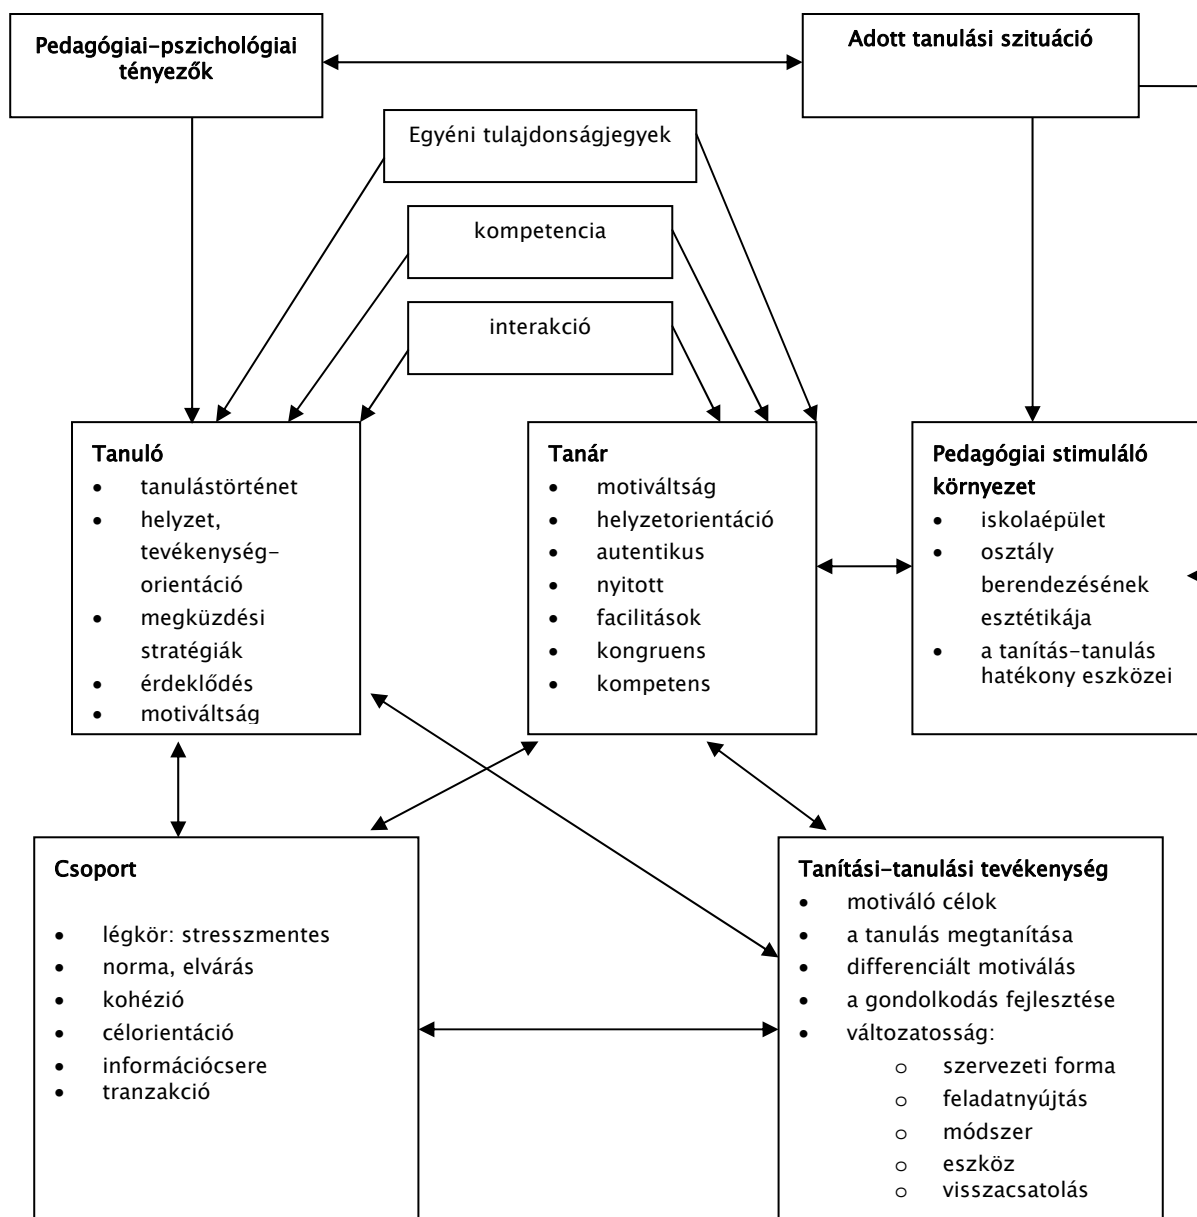 Pedagógiai-pszichológiai
tényezők
Adott tanulási szituáció
Egyéni tulajdonságjegyek
kompetencia
interakció
Tanuló
• tanulástörténet
• helyzet,
tevékenység-
orientáció
• megküzdési
stratégiák
• érdeklődés
• motiváltság
Tanár
• motiváltság
• helyzetorientáció
• autentikus
• nyitott
• facilitások
• kongruens
• kompetens
Pedagógiai stimuláló
környezet
• iskolaépület
• osztály
berendezésének
esztétikája
• a tanítás-tanulás
hatékony eszközei
Csoport
• légkör: stresszmentes
• norma, elvárás
• kohézió
• célorientáció
• információcsere
• tranzakció
Tanítási-tanulási tevékenység
• motiváló célok
• a tanulás megtanítása
• differenciált motiválás
• a gondolkodás fejlesztése
• változatosság:
o szervezeti forma
o feladatnyújtás
o módszer
o eszköz
o visszacsatolás